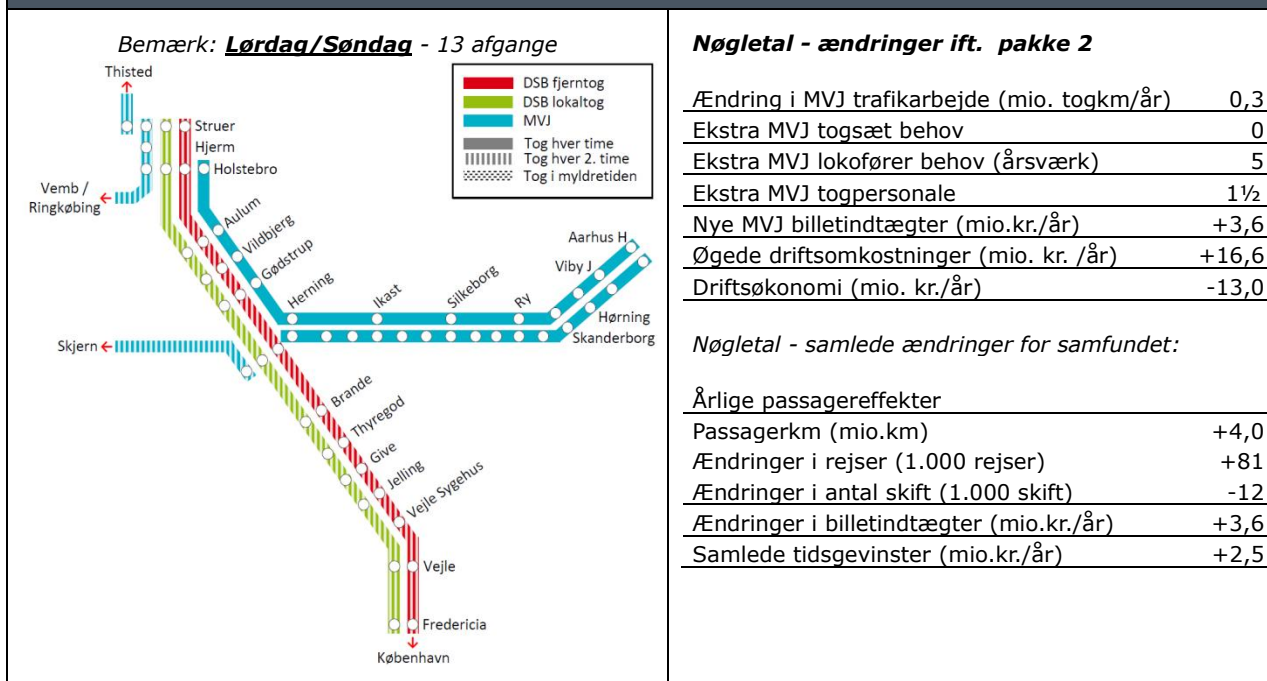 Bemærk: Lørdag/Søndag - 13 afgange
Thisted
DSB fjerntog
DSB lokaltog
MVJ
Tog hver time
Tog hver 2. time
Tog i myldretiden
Struer
Hjerm
Holstebro
Vemb /
Ringkøbing
Aulum
Vildbjerg
Gødstrup
Herning
Ikast
Silkeborg
Ry
Aarhus H
Viby J
Hørning
Skanderborg
Skjern
Brande
Thyregod
Give
Jelling
Vejle Sygehus
Vejle
Fredericia
København
Nøgletal - ændringer ift. pakke 2
Ændring i MVJ trafikarbejde (mio. togkm/år) 0,3
Ekstra MVJ togsæt behov 0
Ekstra MVJ lokofører behov (årsværk) 5
Ekstra MVJ togpersonale 1½
Nye MVJ billetindtægter (mio.kr./år) +3,6
Øgede driftsomkostninger (mio. kr. /år) +16,6
Driftsøkonomi (mio. kr./år) -13,0
Nøgletal - samlede ændringer for samfundet:
Årlige passagereffekter
Passagerkm (mio.km) +4,0
Ændringer i rejser (1.000 rejser) +81
Ændringer i antal skift (1.000 skift) -12
Ændringer i billetindtægter (mio.kr./år) +3,6
Samlede tidsgevinster (mio.kr./år) +2,5